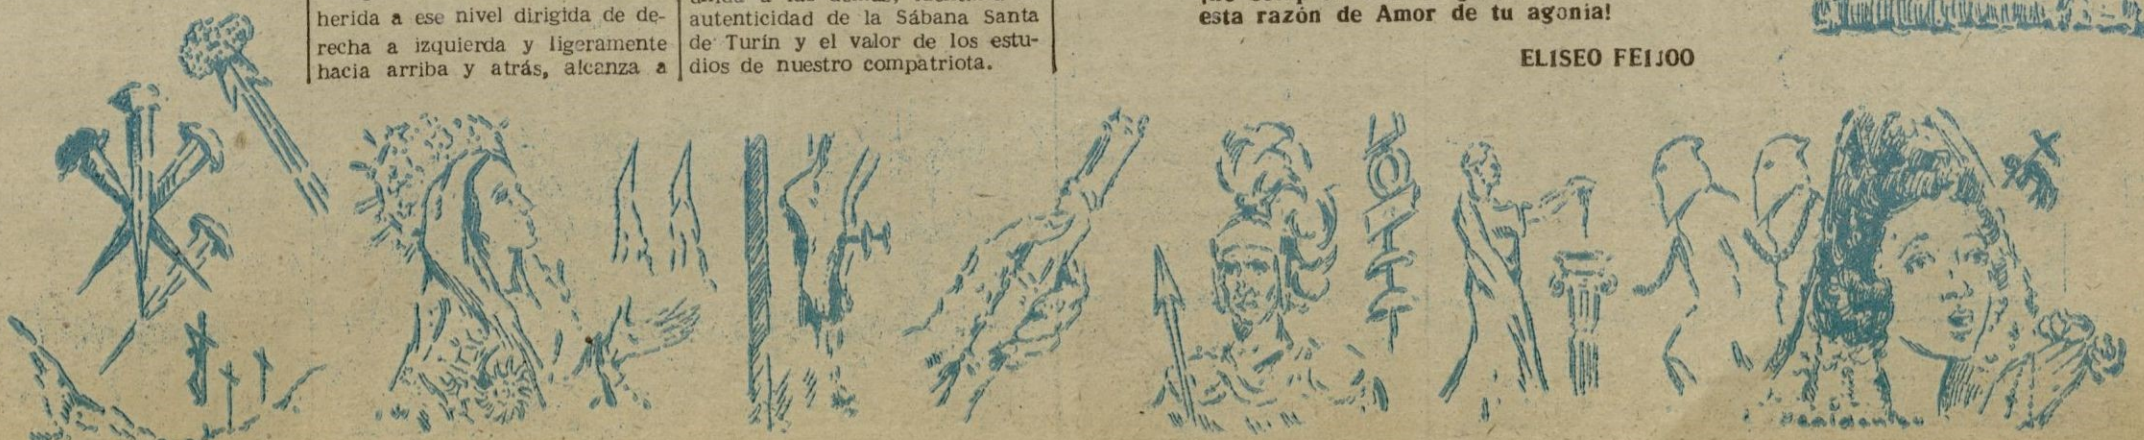 herida a ese nivel dirigida de de-
recha a izquierda y ligeramente
hacia arriba y atrás, alcanza a
autenticidad de la Sábana Santa
de Turín y el valor de los estu-
dios de nuestro compatriota.
esta razón de Amor de tu agonia!
ELISEO FEIJOO